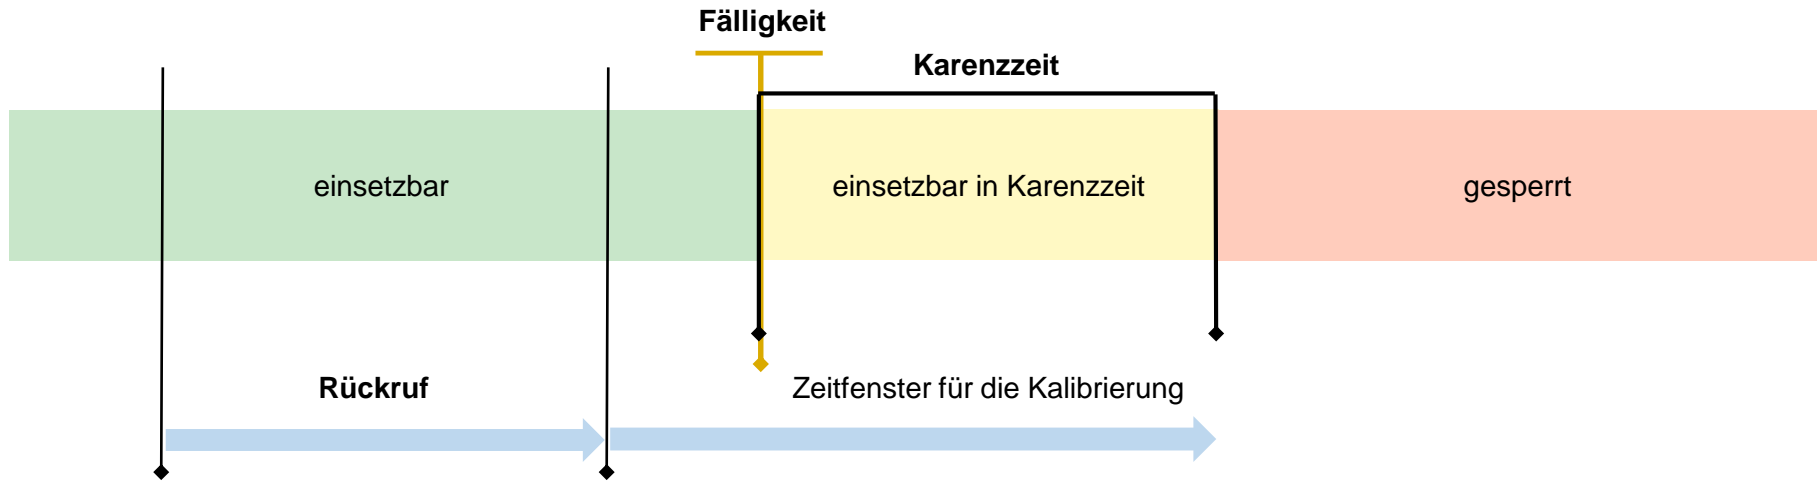 Fälligkeit
Karenzzeit
einsetzbar
einsetzbar in Karenzzeit
gesperrt
Rückruf
Zeitfenster für die Kalibrierung